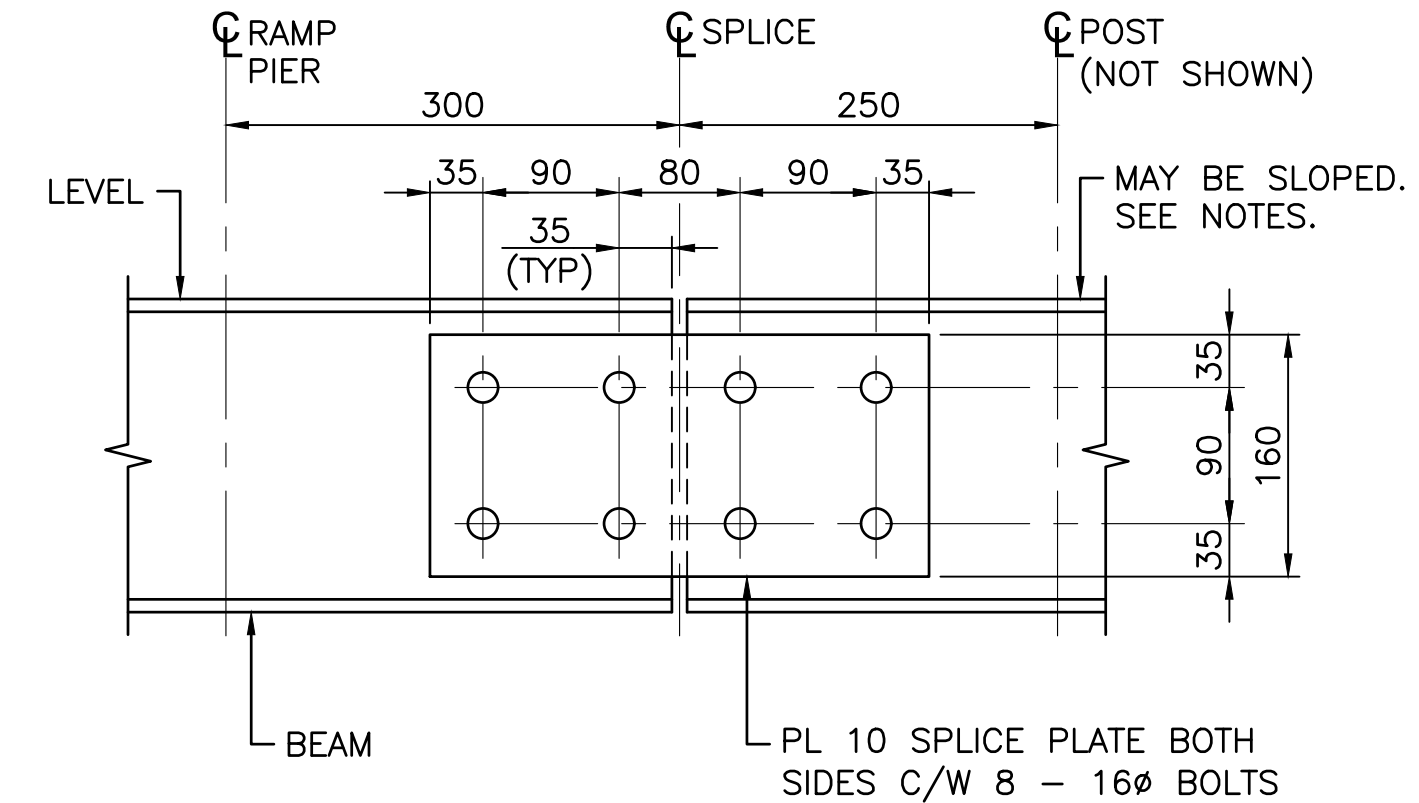 ℄ RAMP
PIER
℄ SPLICE
℄ POST
(NOT SHOWN)
300
250
35
90
80
90
35
LEVEL
MAY BE SLOPED.
SEE NOTES.
35
(TYP)
35
90
160
35
BEAM
PL 10 SPLICE PLATE BOTH
SIDES C/W 8 – 16ø BOLTS